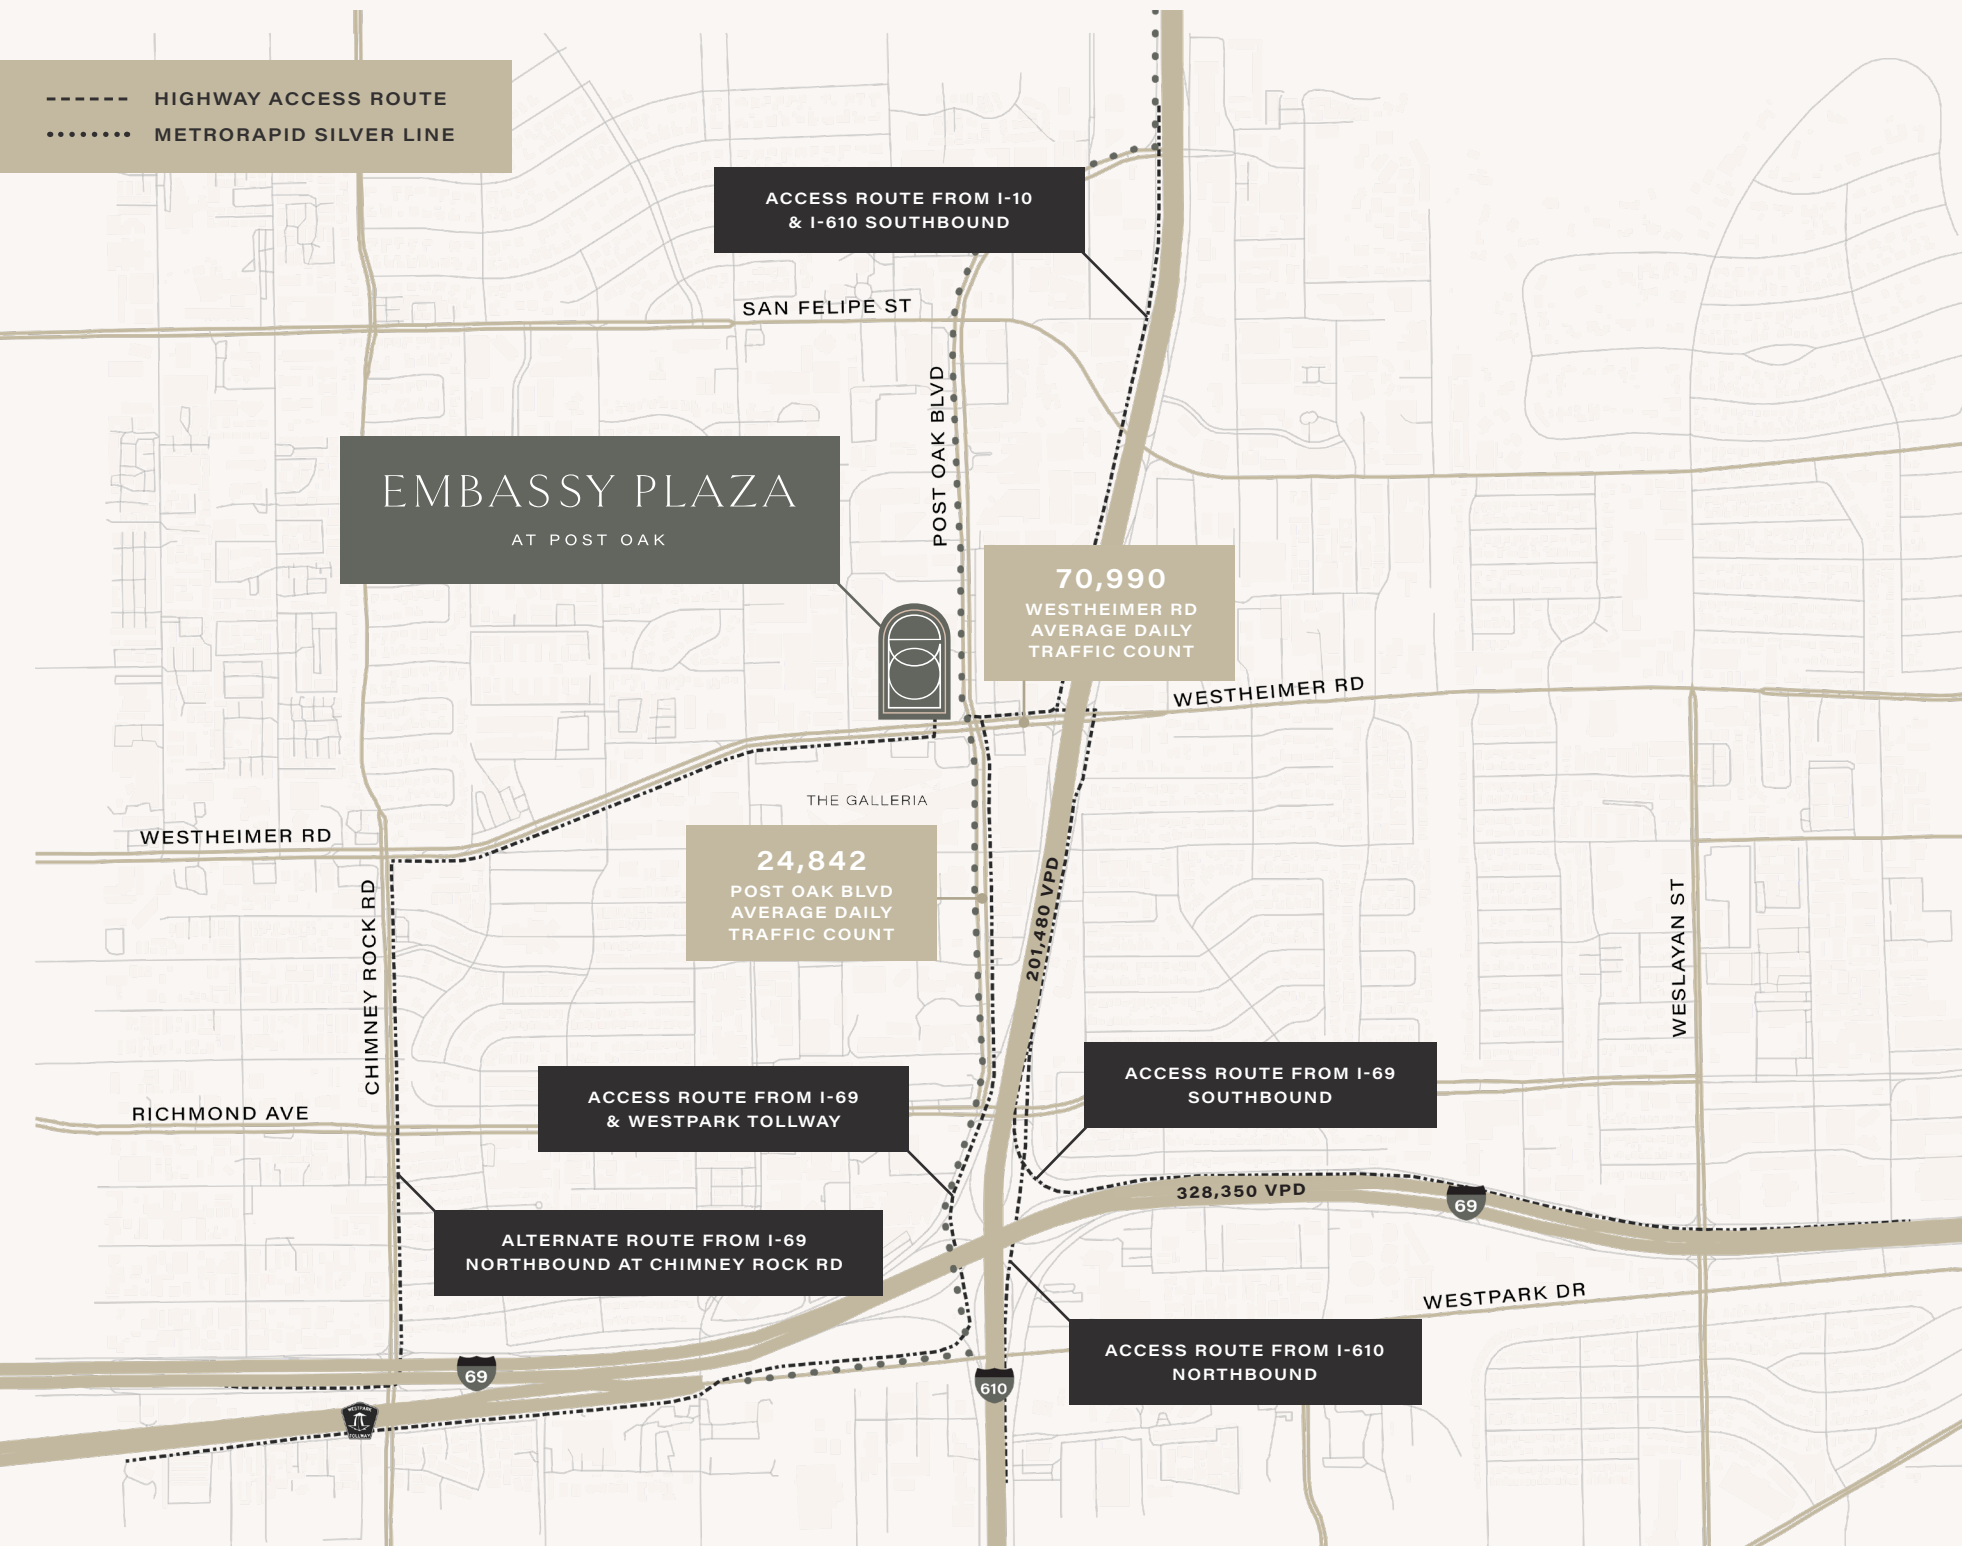 HIGHWAY ACCESS ROUTE
METRORAPID SILVER LINE
ACCESS ROUTE FROM I-10
& I-610 SOUTHBOUND
SAN FELIPE ST
POST OAK BLVD
EMBASSY PLAZA
AT POST OAK
70,990
WESTHEIMER RD
AVERAGE DAILY
TRAFFIC COUNT
WESTHEIMER RD
THE GALLERIA
WESTHEIMER RD
24,842
POST OAK BLVD
AVERAGE DAILY
TRAFFIC COUNT
201,480 VPD
CHIMNEY ROCK RD
WESLAYAN ST
ACCESS ROUTE FROM I-69
SOUTHBOUND
ACCESS ROUTE FROM I-69
& WESTPARK TOLLWAY
RICHMOND AVE
328,350 VPD
69
ALTERNATE ROUTE FROM I-69
NORTHBOUND AT CHIMNEY ROCK RD
WESTPARK DR
ACCESS ROUTE FROM I-610
NORTHBOUND
69
610
WESTPARK
TOLLWAY